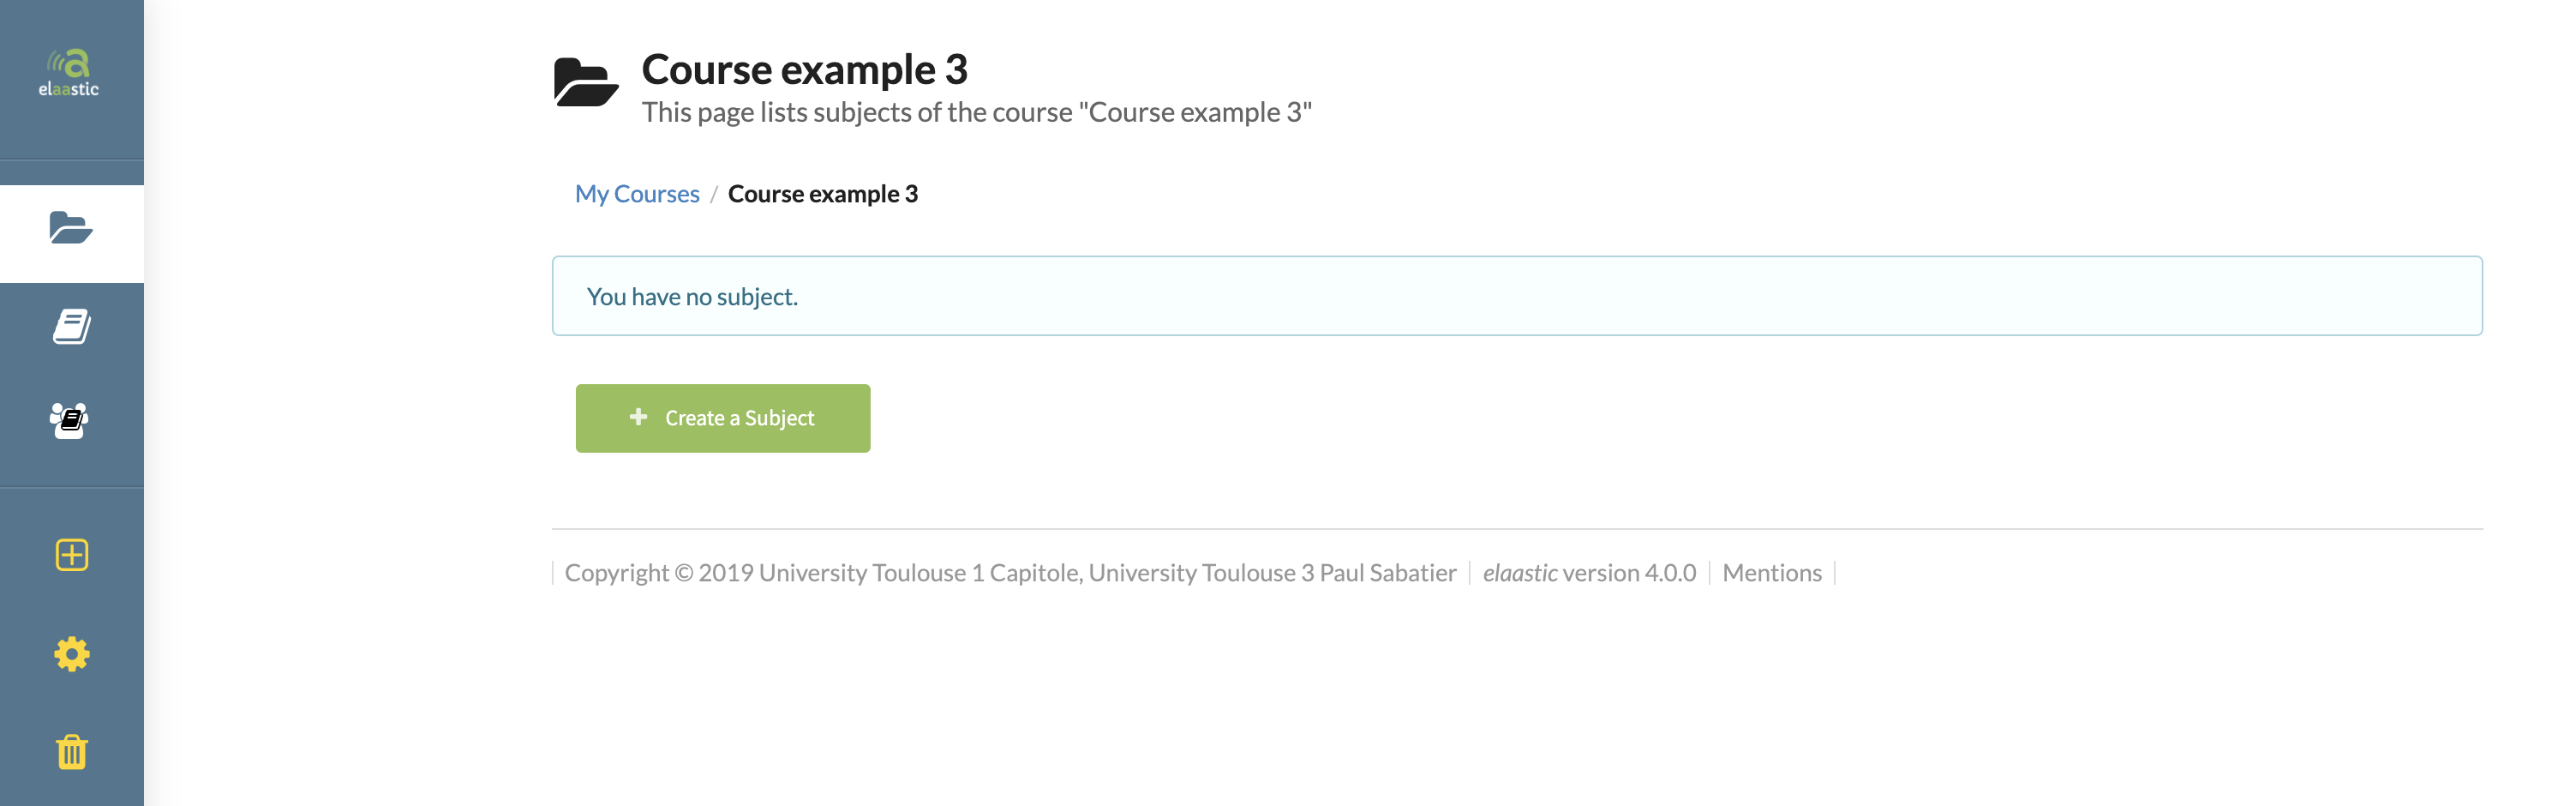 elaastic
Course example 3
This page lists subjects of the course "Course example 3"
My Courses / Course example 3
You have no subject.
Create a Subject
Copyright © 2019 University Toulouse 1 Capitole, University Toulouse 3 Paul Sabatier | elaastic version 4.0.0 | Mentions |